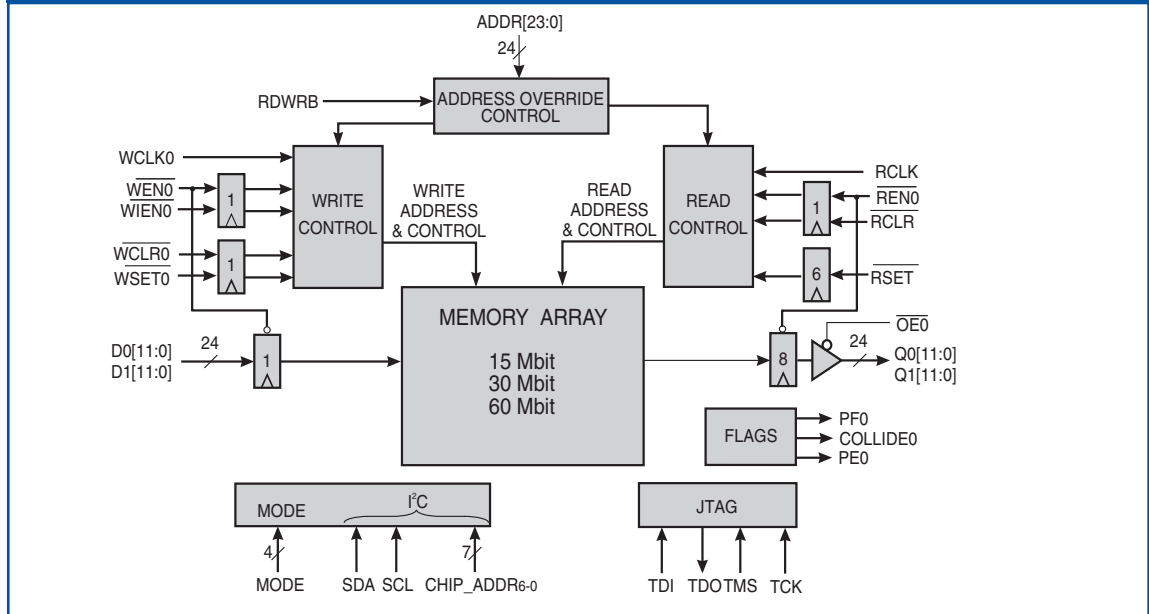 ADDR[23:0]
24
RDWRB
ADDRESS OVERRIDE
CONTROL
WCLK0
WEN0
WIEN0
1
WCLR0
WSET0
1
WRITE
CONTROL
WRITE
ADDRESS
& CONTROL
READ
ADDRESS
& CONTROL
READ
CONTROL
RCLK
REN0
RCLR
1
RSET
6
MEMORY ARRAY
15 Mbit
30 Mbit
60 Mbit
D0[11:0]
D1[11:0]
24
1
8
OE0
24
Q0[11:0]
Q1[11:0]
FLAGS
PF0
COLLIDE0
PE0
MODE
I²C
4
7
MODE
SDA
SCL
CHIP_ADDR6-0
JTAG
TDI
TDO
TMS
TCK